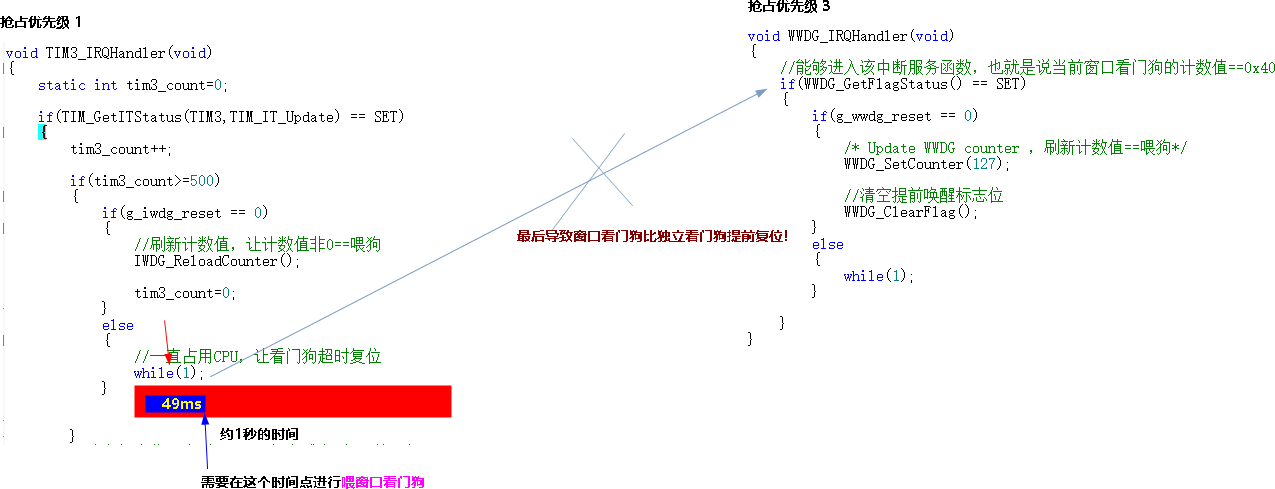 抢占优先级 1
void TIM3_IRQHandler(void)
{
static int tim3_count=0;
if(TIM_GetITStatus(TIM3,TIM_IT_Update) == SET)
{
tim3_count++;
if(tim3_count>=500)
{
if(g_iwdg_reset == 0)
{
//刷新计数值，让计数值非0==喂狗
IWDG_ReloadCounter();
tim3_count=0;
}
else
{
//一直占用CPU，让看门狗超时复位
while(1);
}
49ms
}
约1秒的时间
需要在这个时间点进行喂窗口看门狗
最后导致窗口看门狗比独立看门狗提前复位！
抢占优先级 3
void WWDG_IRQHandler(void)
{
//能够进入该中断服务函数，也就是说当前窗口看门狗的计数值==0x40
if(WWDG_GetFlagStatus() == SET)
{
if(g_wwdg_reset == 0)
{
/* Update WWDG counter ，刷新计数值==喂狗*/
WWDG_SetCounter(127);
//清空提前唤醒标志位
WWDG_ClearFlag();
}
else
{
while(1);
}
}
}